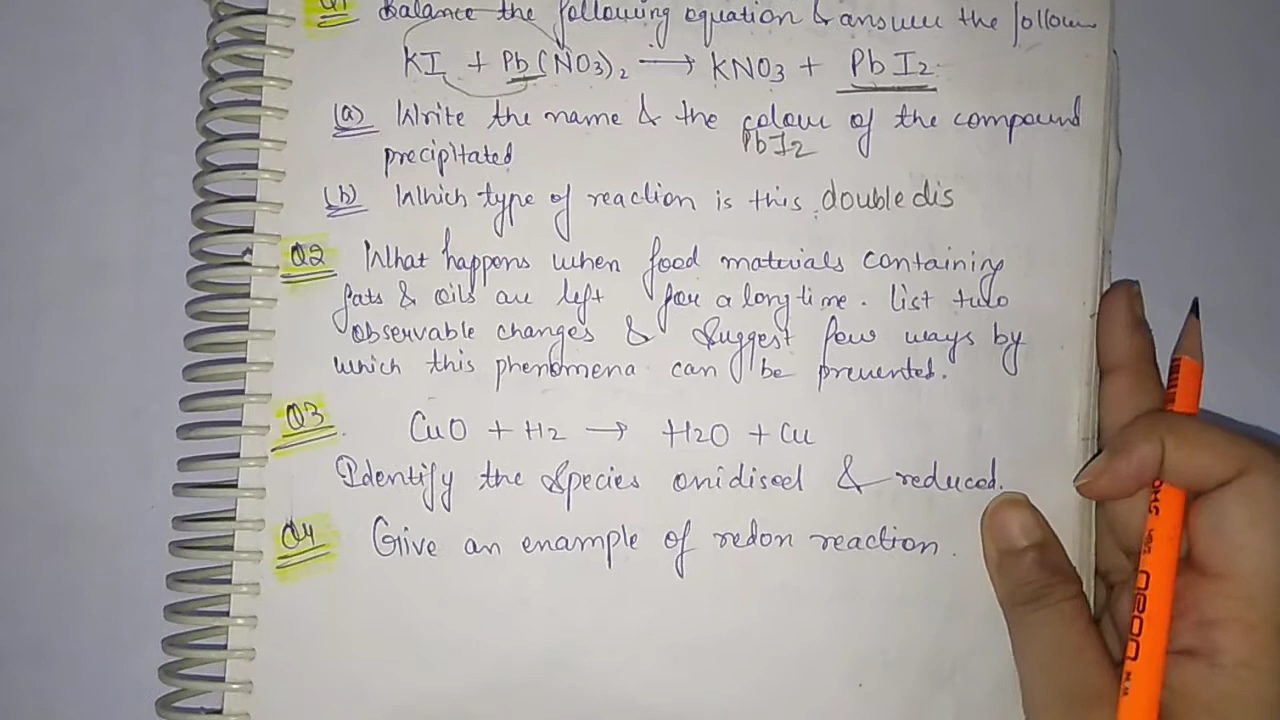 Q1 Balance the following equation & answer the follow
KI + Pb(NO3)2 → KNO3 + PbI2
(a) Write the name & the colour of the compound
PbI2
precipitated
(b) Which type of reaction is this. double dis
Q2 What happens when food materials containing
fats & oils are left for a long time. List two
observable changes & suggest few ways by
which this phenomena can be prevented.
Q3 CuO + H2 → H2O + Cu
Identify the species oxidised & reduced.
Q4 Give an example of redox reaction.
neon